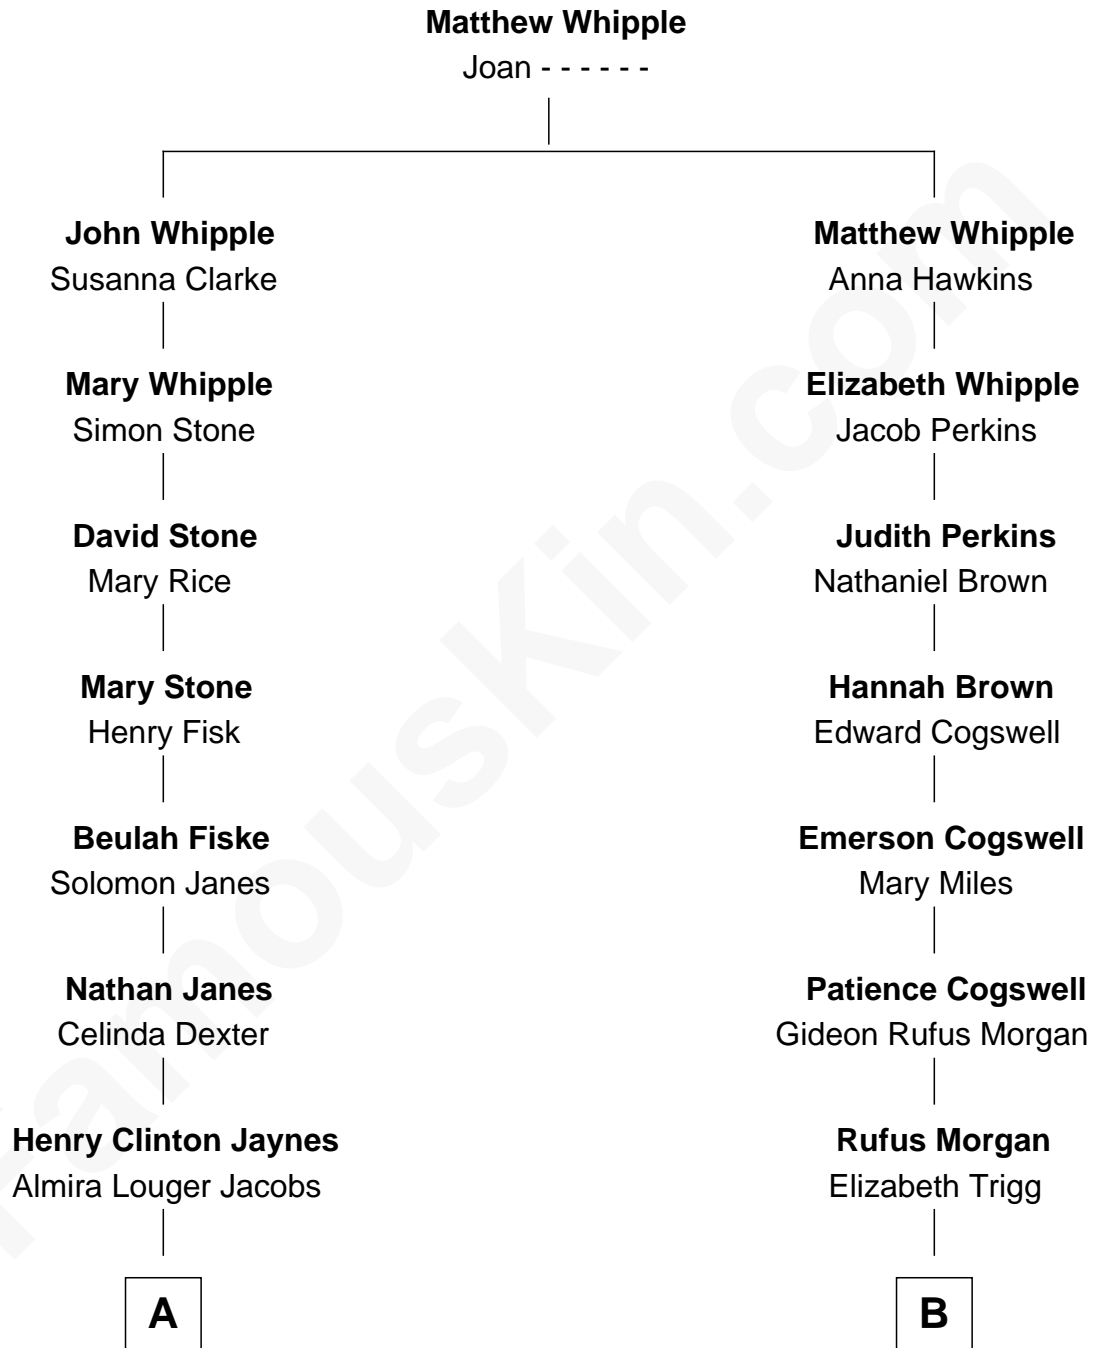 Matthew Whipple
Joan - - - - - -
John Whipple
Susanna Clarke
Matthew Whipple
Anna Hawkins
Mary Whipple
Simon Stone
Elizabeth Whipple
Jacob Perkins
David Stone
Mary Rice
Judith Perkins
Nathaniel Brown
Mary Stone
Henry Fisk
Hannah Brown
Edward Cogswell
Beulah Fiske
Solomon Janes
Emerson Cogswell
Mary Miles
Nathan Janes
Celinda Dexter
Patience Cogswell
Gideon Rufus Morgan
Henry Clinton Jaynes
Almira Louger Jacobs
Rufus Morgan
Elizabeth Trigg
A
B
FamousKin.com